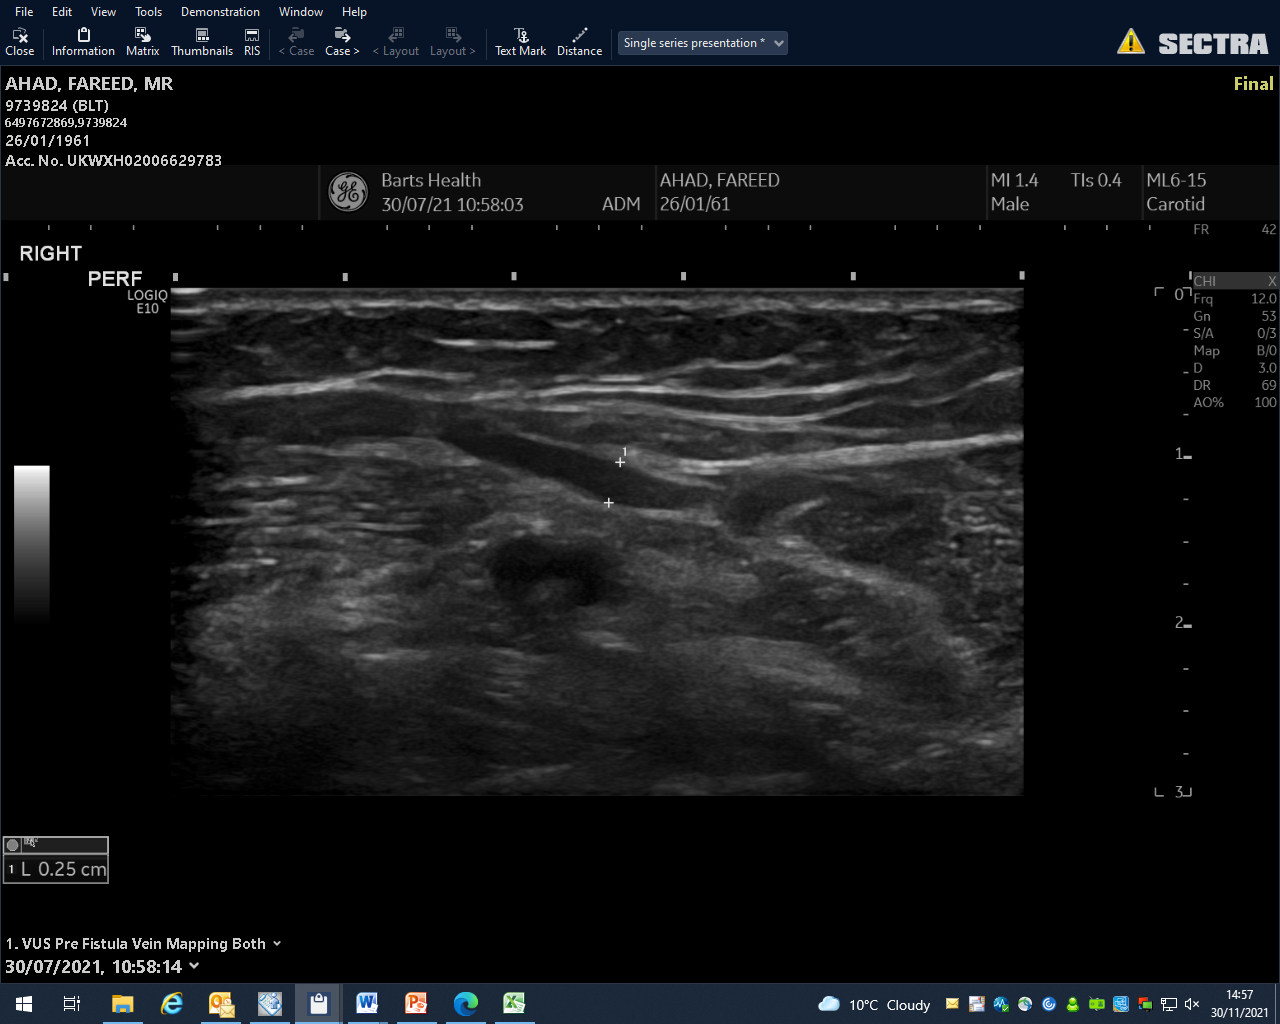 File Edit View Tools Demonstration Window Help
Close Information Matrix Thumbnails RIS < Case Case > < Layout Layout > Text Mark Distance Single series presentation * SECTRA
AHAD, FAREED, MR Final
9739824 (BLT)
6497672869,9739824
26/01/1961
Acc. No. UKWXH02006629783
GE Barts Health AHAD, FAREED MI 1.4 TIs 0.4 ML6-15
30/07/21 10:58:03 ADM 26/01/61 Male Carotid
FR 42
RIGHT
PERF
LOGIQ
E10
0
CHI X
Frq 12.0
Gn 53
S/A 0/3
Map B/0
D 3.0
DR 69
AO% 100
1
1
2
3
1 L 0.25 cm
1. VUS Pre Fistula Vein Mapping Both
30/07/2021, 10:58:14
10°C Cloudy
14:57
30/11/2021